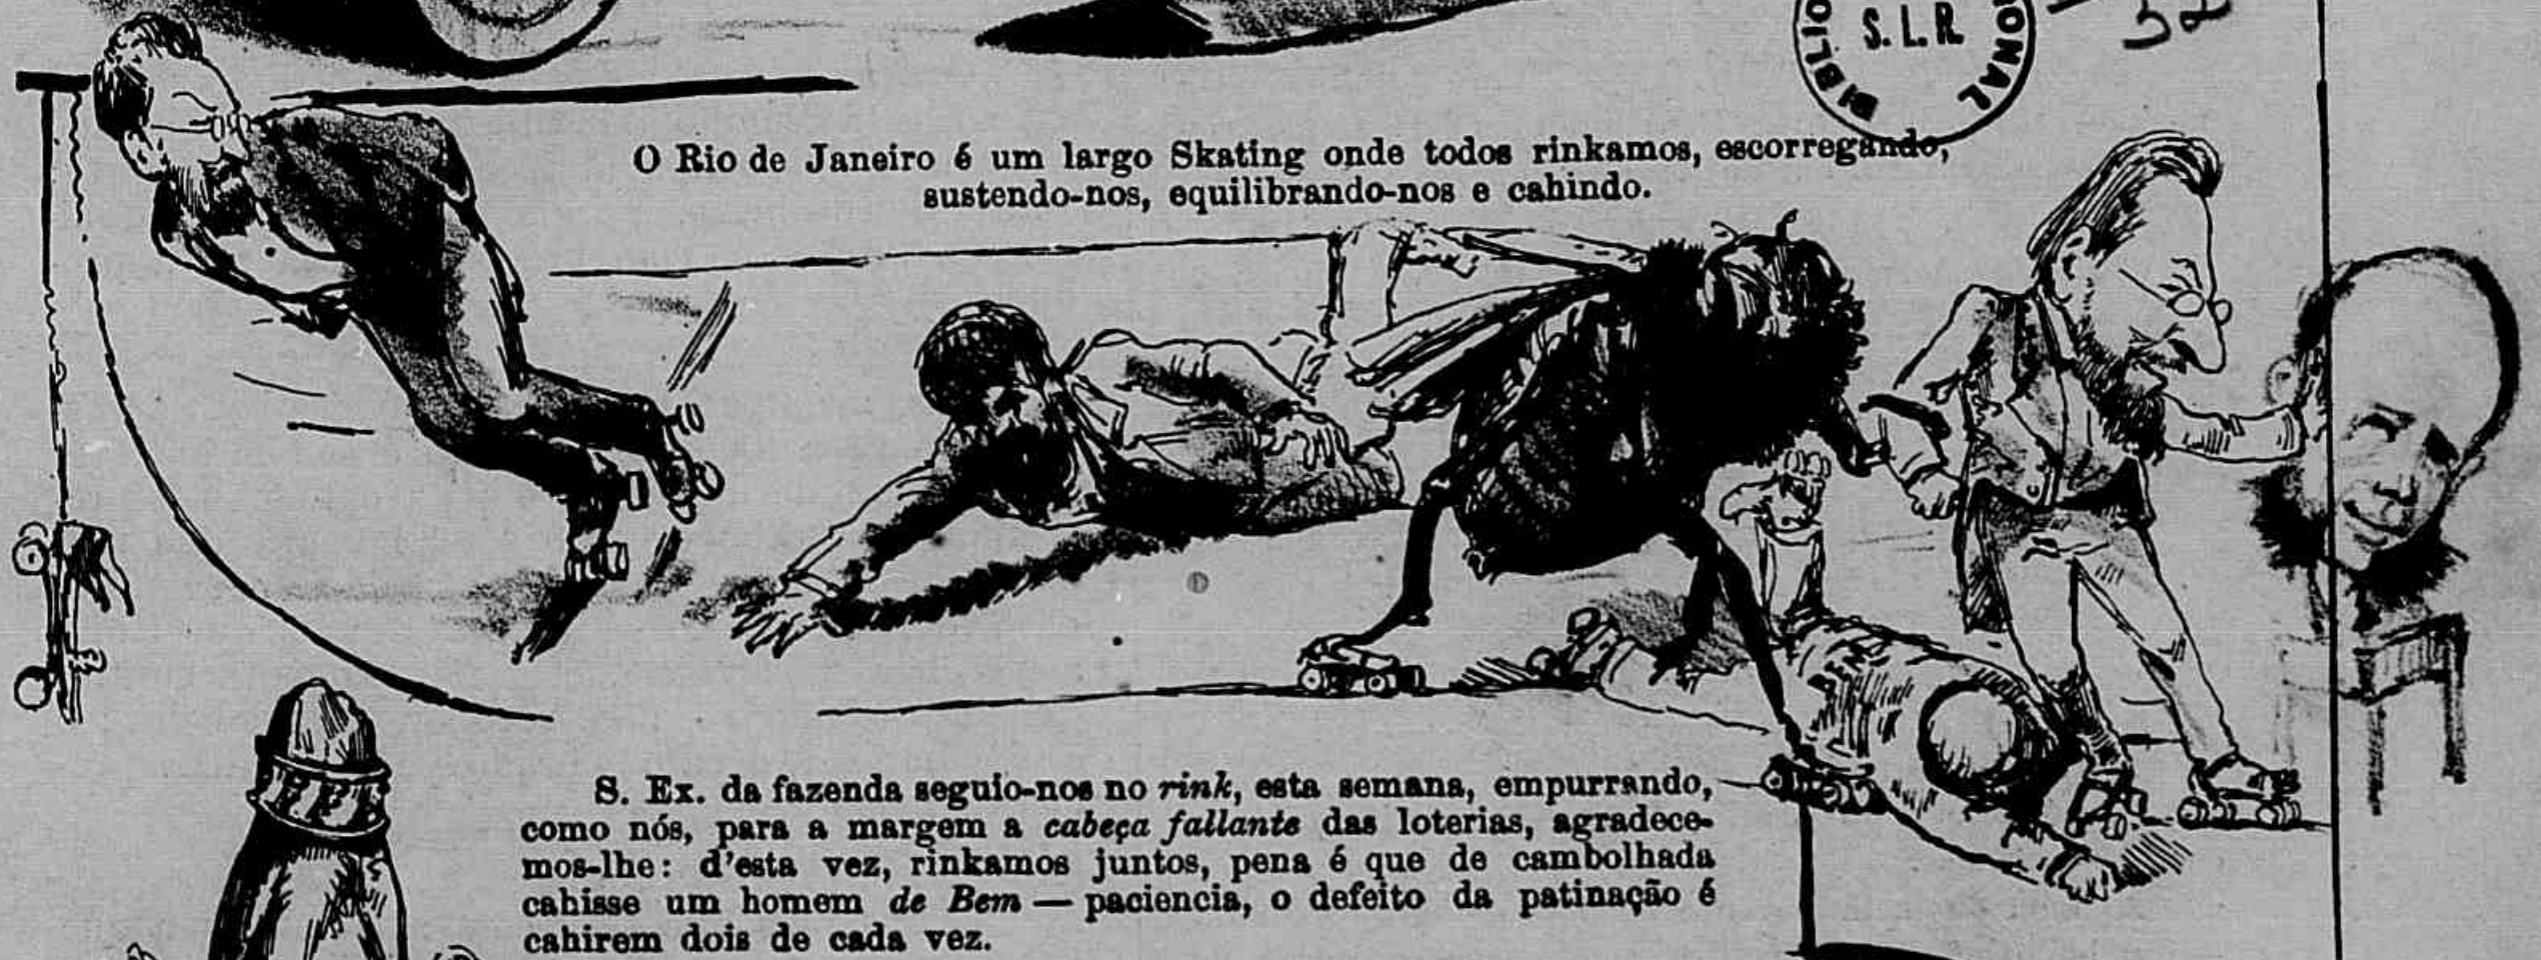 BIBLIO
S. L. R.
ONAL
52
O Rio de Janeiro é um largo Skating onde todos rinkamos, escorregando,
sustendo-nos, equilibrando-nos e cahindo.
S. Ex. da fazenda seguio-nos no rink, esta semana, empurrando,
como nós, para a margem a cabeça fallante das loterias, agradece-
mos-lhe: d'esta vez, rinkamos juntos, pena é que de cambolhada
cahisse um homem de Bem — paciencia, o defeito da patinação é
cahirem dois de cada vez.